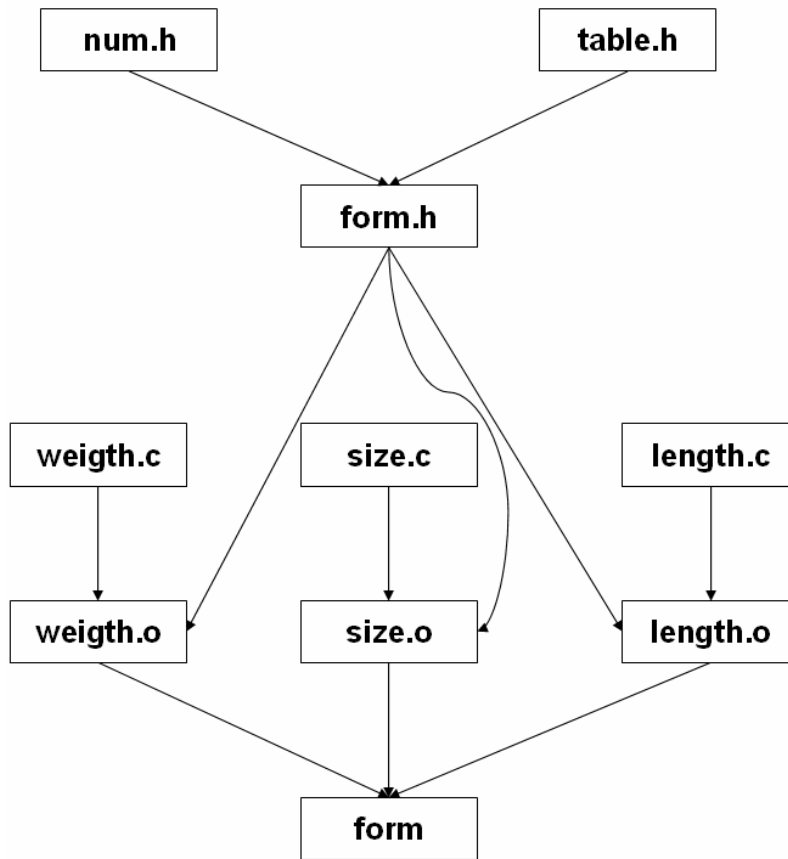 num.h
table.h
form.h
weigth.c
size.c
length.c
weigth.o
size.o
length.o
form